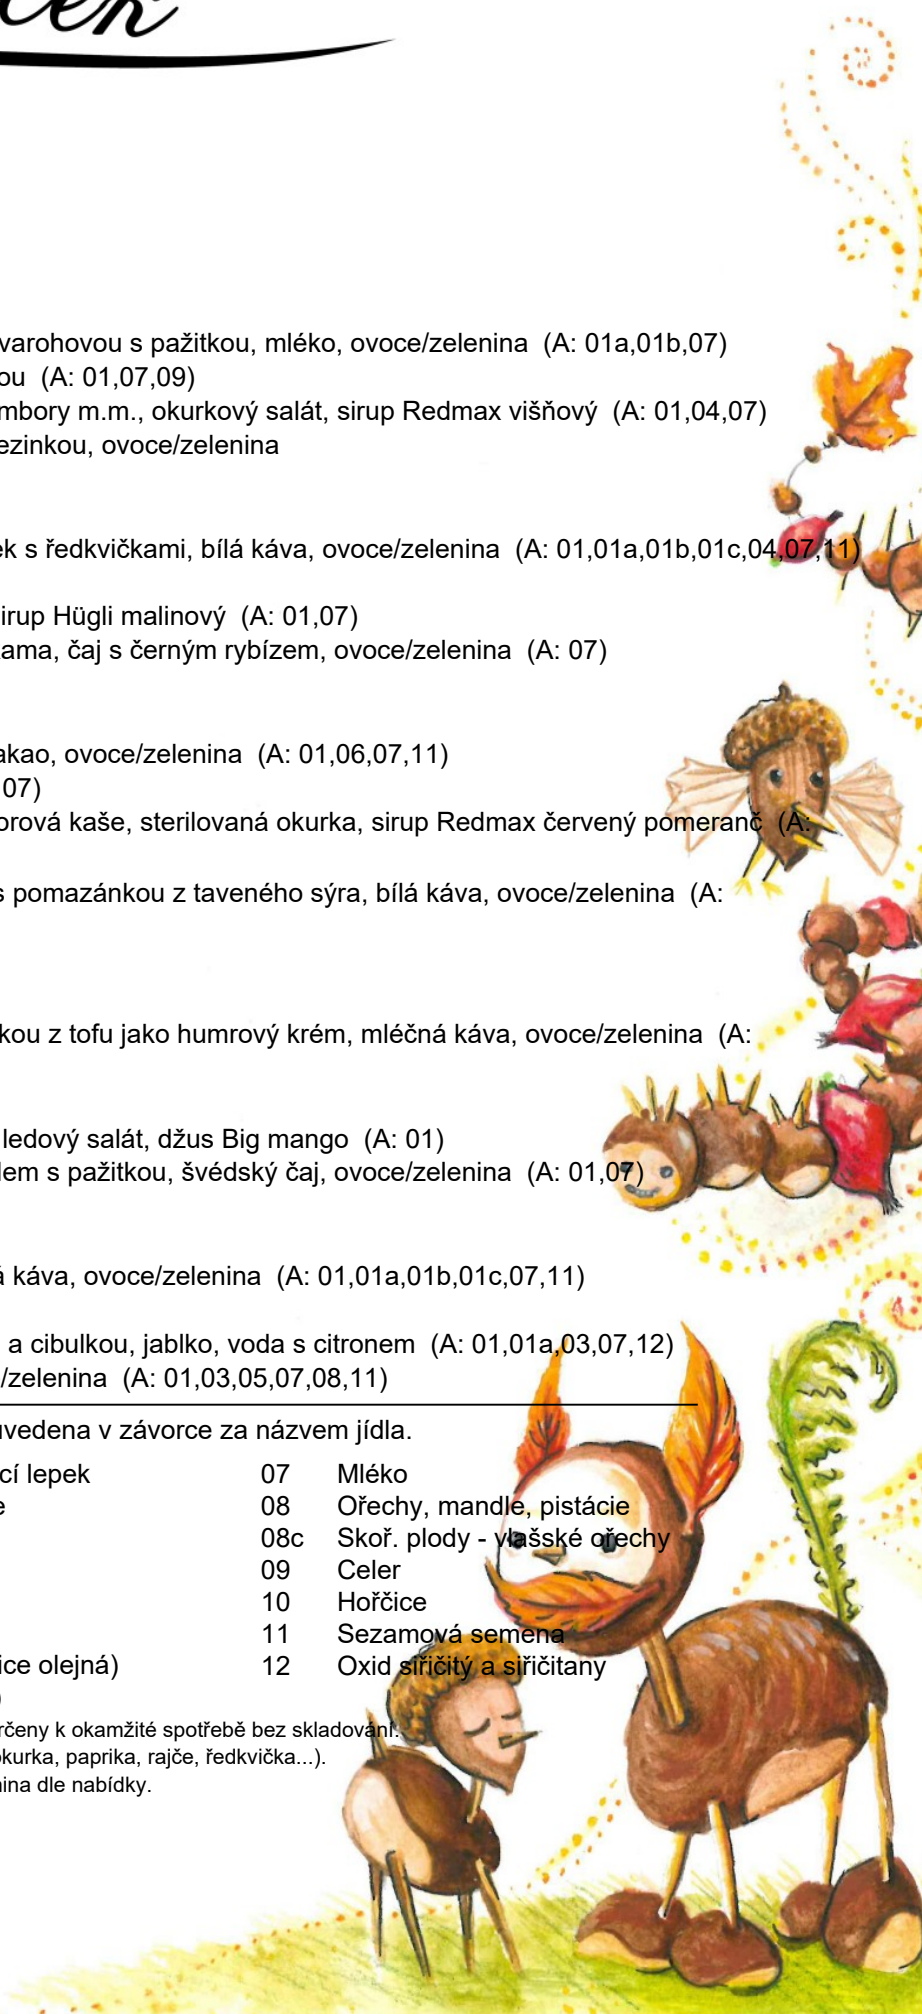 varohovou s pažitkou, mléko, ovoce/zelenina (A: 01a,01b,07)
ou (A: 01,07,09)
mbory m.m., okurkový salát, sirup Redmax višňový (A: 01,04,07)
ezinkou, ovoce/zelenina
ek s ředkvičkami, bílá káva, ovoce/zelenina (A: 01,01a,01b,01c,04,07,11)
irup Hügli malinový (A: 01,07)
ama, čaj s černým rybízem, ovoce/zelenina (A: 07)
akao, ovoce/zelenina (A: 01,06,07,11)
07)
orová kaše, sterilovaná okurka, sirup Redmax červený pomeranč (A:
s pomazánkou z taveného sýra, bílá káva, ovoce/zelenina (A:
kou z tofu jako humrový krém, mléčná káva, ovoce/zelenina (A:
ledový salát, džus Big mango (A: 01)
lem s pažitkou, švédský čaj, ovoce/zelenina (A: 01,07)
á káva, ovoce/zelenina (A: 01,01a,01b,01c,07,11)
a cibulkou, jablko, voda s citronem (A: 01,01a,03,07,12)
/zelenina (A: 01,03,05,07,08,11)
uvedena v závorce za názvem jídla.
cí lepek 07 Mléko
e 08 Ořechy, mandle, pistácie
08c Skoř. plody - vlašské ořechy
09 Celer
10 Hořčice
11 Sezamová semena
ice olejná) 12 Oxid siřičitý a siřičitany
)
rčeny k okamžité spotřebě bez skladování.
okurka, paprika, rajče, ředkvička...).
nina dle nabídky.